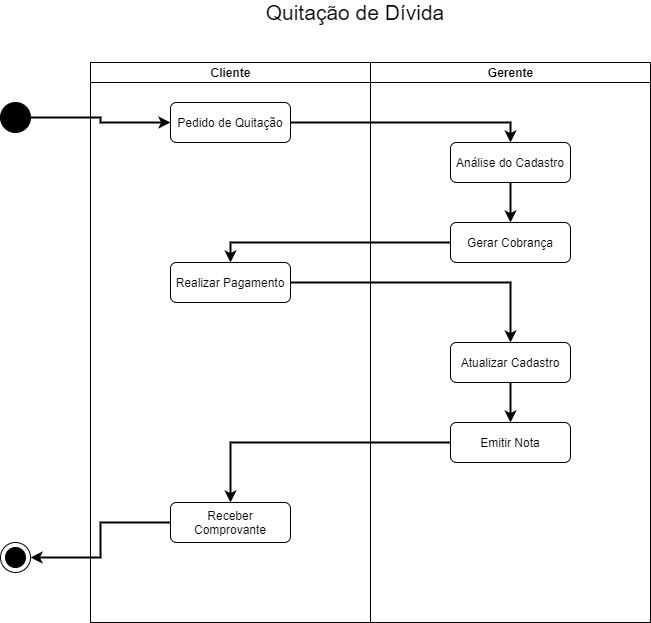 Quitação de Dívida
Cliente
Gerente
Pedido de Quitação
Análise do Cadastro
Gerar Cobrança
Realizar Pagamento
Atualizar Cadastro
Emitir Nota
Receber
Comprovante